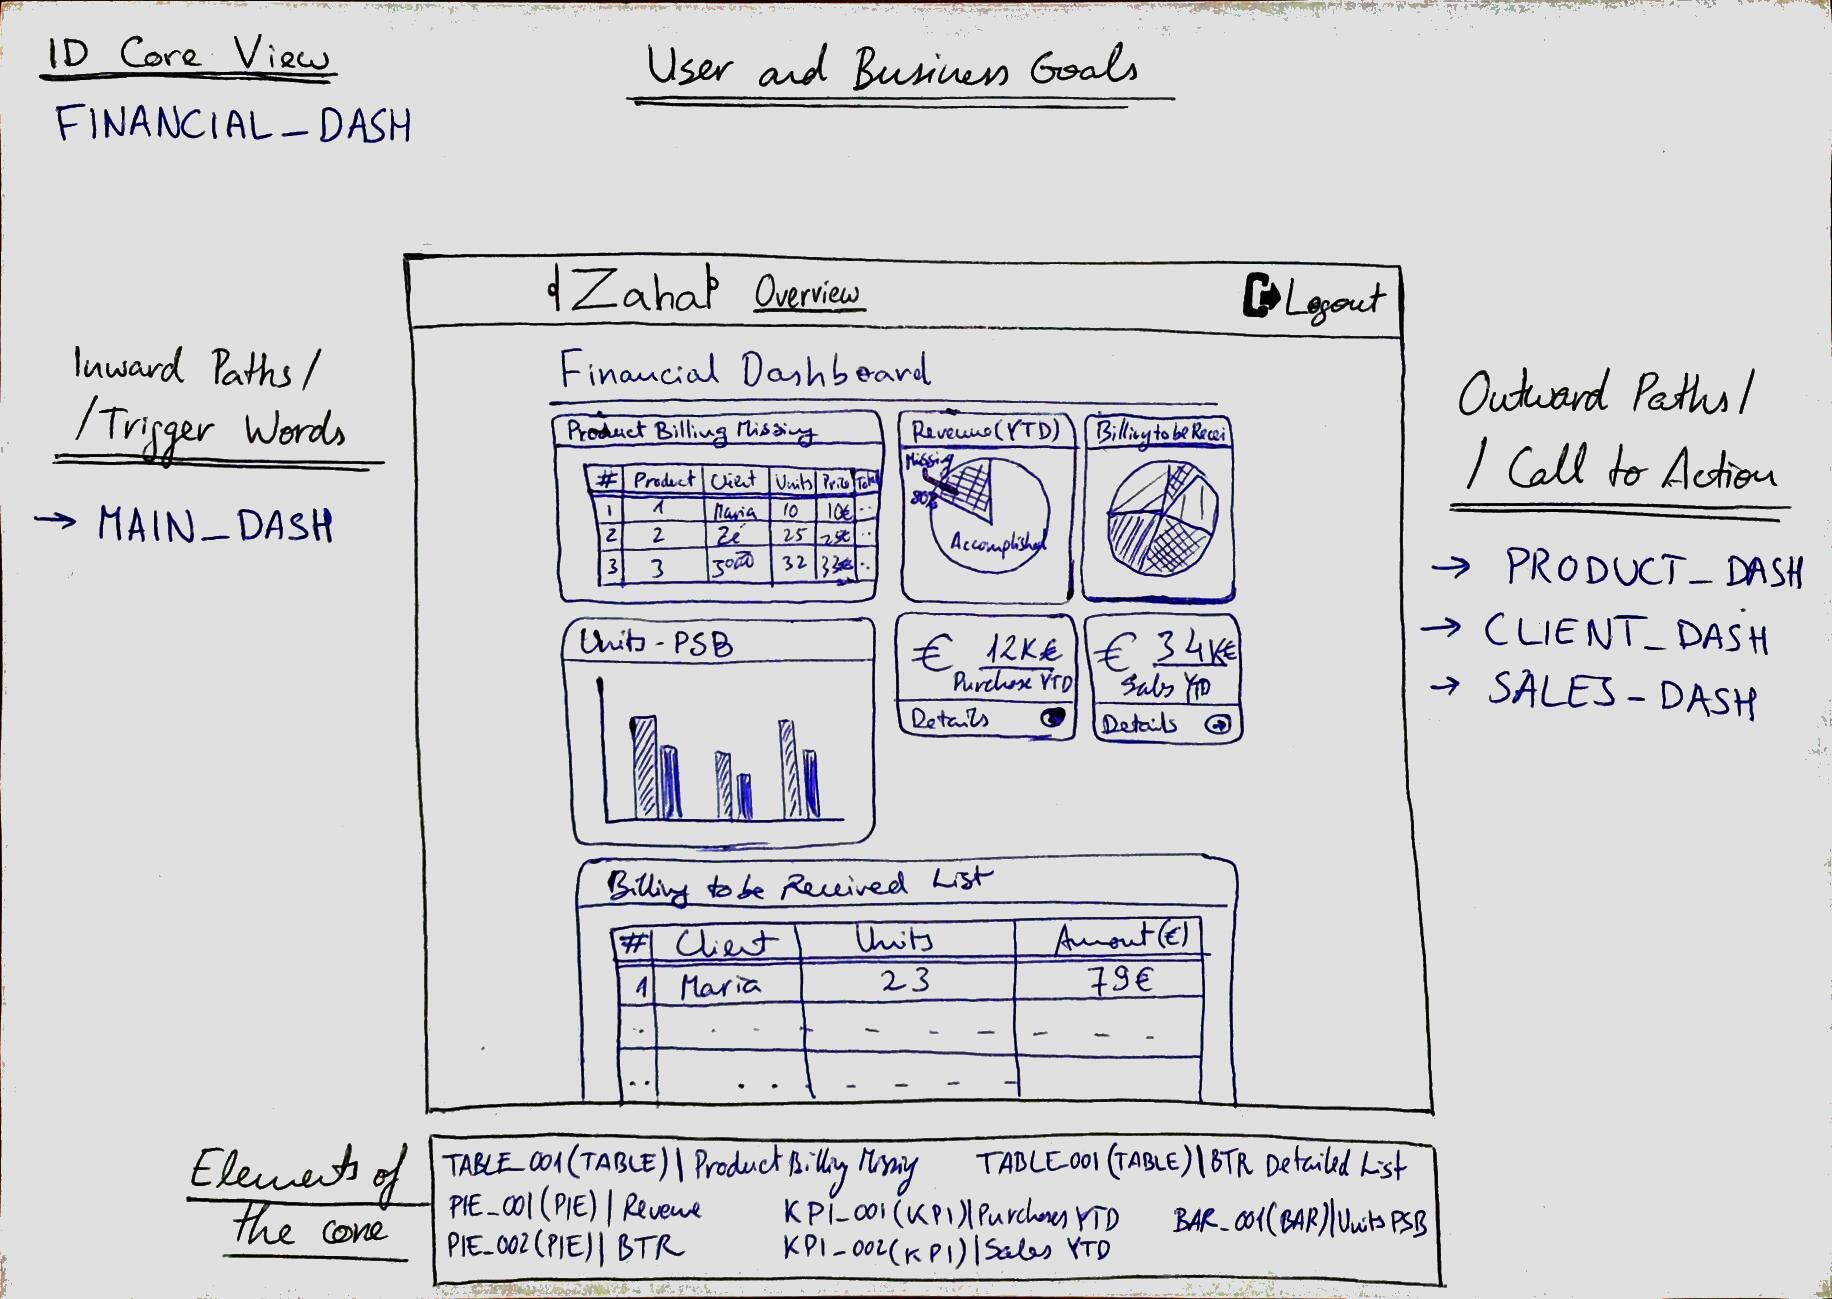 ID Core View
User and Business Goals
FINANCIAL_DASH
Zaha Overview
Logout
Inward Paths/
/Trigger Words
→ MAIN_DASH
Financial Dashboard
Product Billing Missing
# Product Client Units Price Total
1 1 Maria 10 10€ ..
2 2 Zé 25 25€ ..
3 3 João 32 33€ ..
Revenue (YTD)
Missing
80%
Accomplished
Billing to be Recei
Units - PSB
€ 12K€
Purchase YTD
Details
€ 34K€
Sales YTD
Details
Billing to be Received List
# Client Units Amount (€)
1 Maria 23 79€
Outward Paths/
/ Call to Action
→ PRODUCT_DASH
→ CLIENT_DASH
→ SALES_DASH
Elements of
the core
TABLE_001(TABLE)|Product Billing Missing TABLE_001(TABLE)|BTR Detailed List
PIE_001(PIE)|Revenue KPI_001(KPI)|Purchases YTD BAR_001(BAR)|Units PSB
PIE_002(PIE)|BTR KPI_002(KPI)|Sales YTD